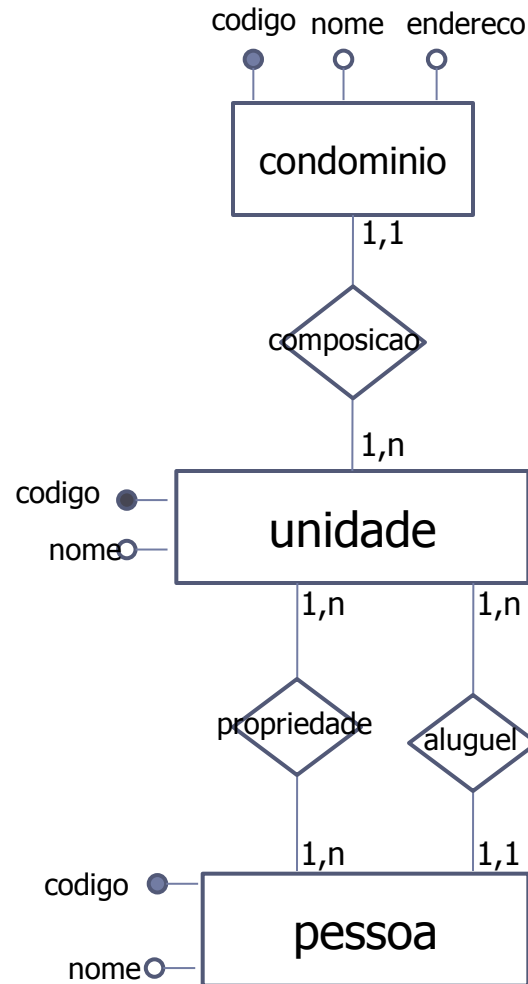 codigo nome endereco
condominio
1,1
composicao
1,n
codigo
unidade
nome
1,n 1,n
propriedade aluguel
1,n 1,1
codigo
pessoa
nome